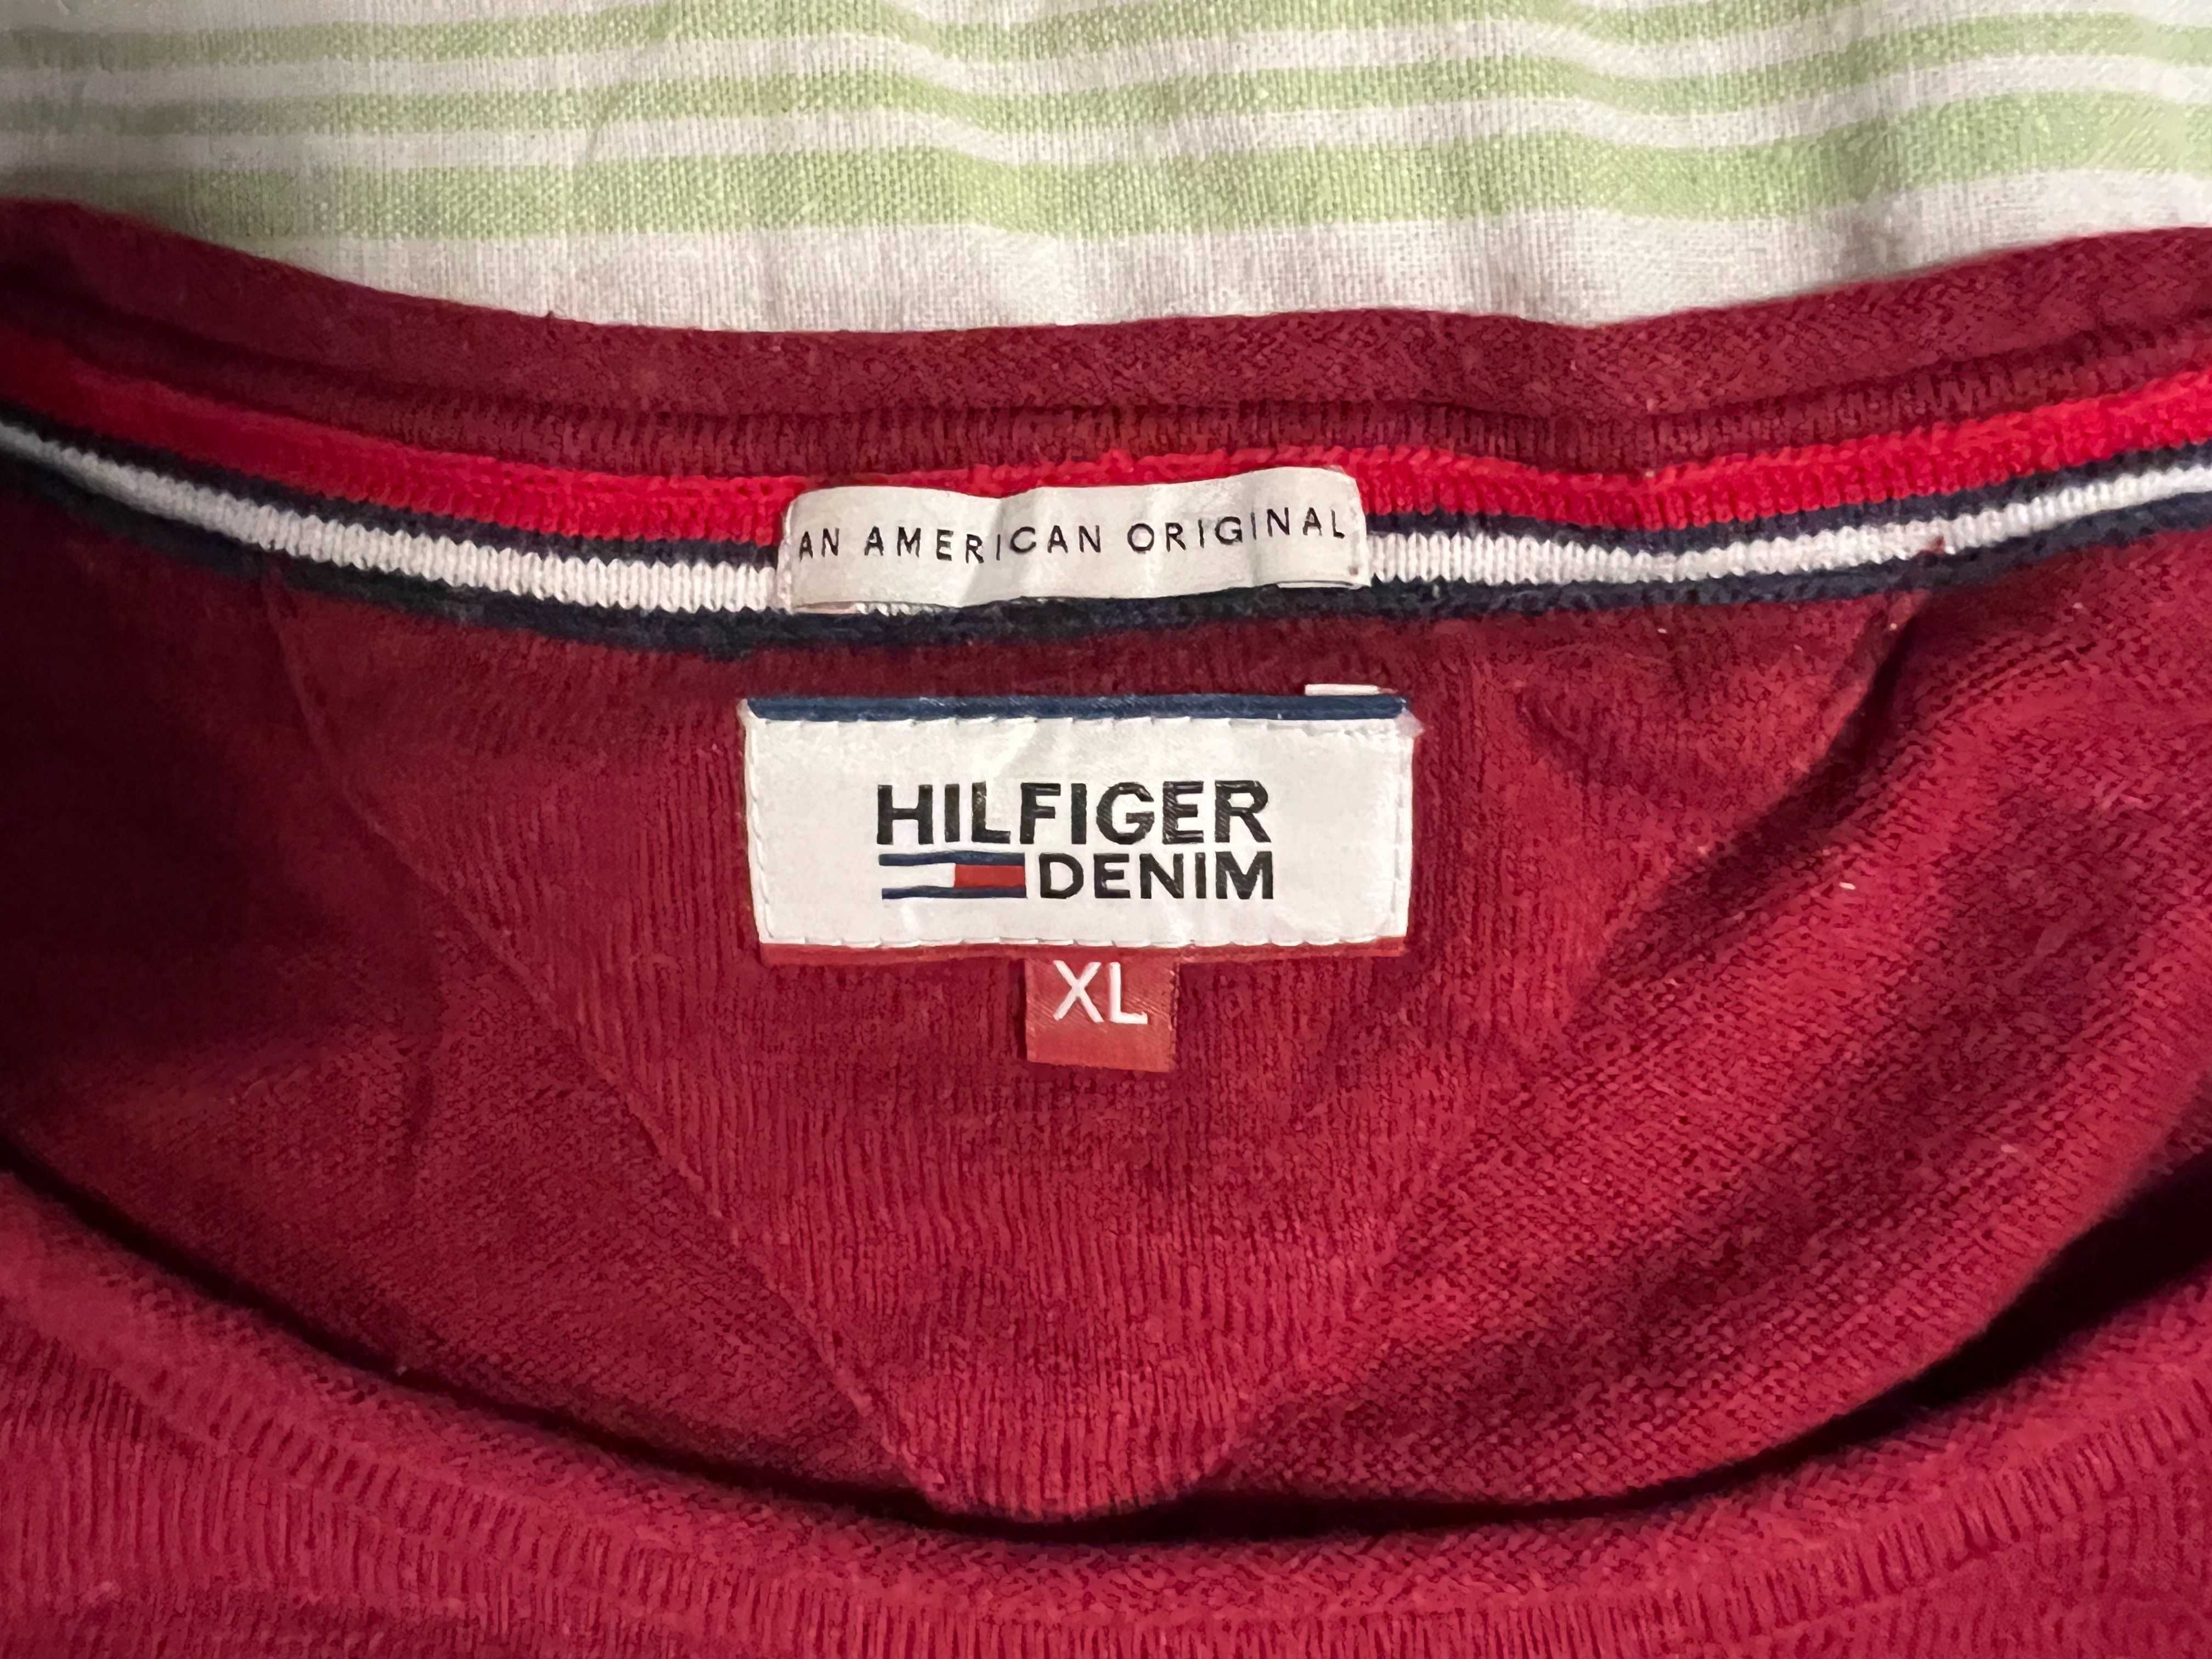 AN AMERICAN ORIGINAL
HILFIGER
DENIM
XL